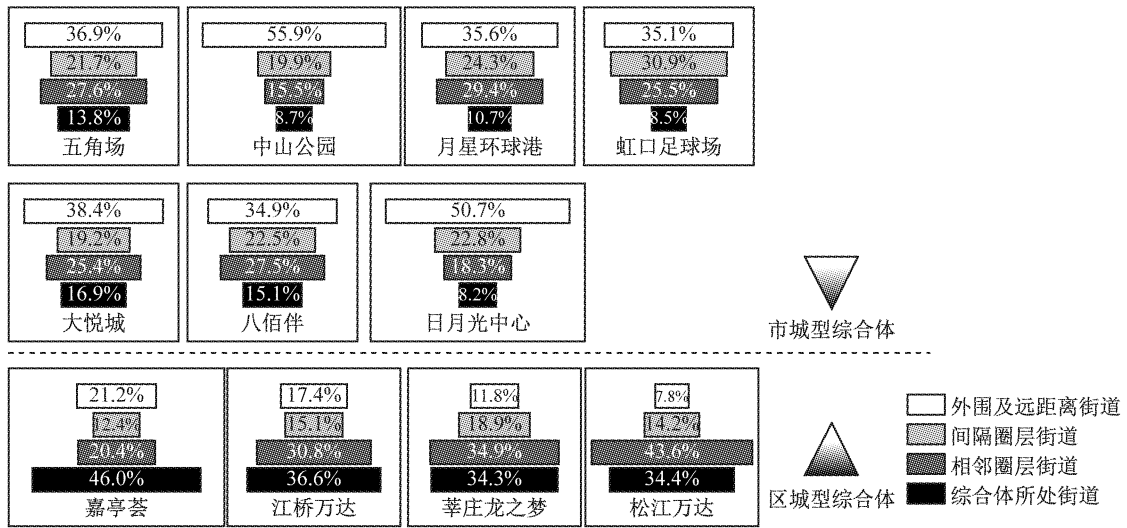 36.9%
21.7%
27.6%
13.8%
五角场
55.9%
19.9%
15.5%
8.7%
中山公园
35.6%
24.3%
29.4%
10.7%
月星环球港
35.1%
30.9%
25.5%
8.5%
虹口足球场
38.4%
19.2%
25.4%
16.9%
大悦城
34.9%
22.5%
27.5%
15.1%
八佰伴
50.7%
22.8%
18.3%
8.2%
日月光中心
市城型综合体
21.2%
12.4%
20.4%
46.0%
嘉亭荟
17.4%
15.1%
30.8%
36.6%
江桥万达
11.8%
18.9%
34.9%
34.3%
莘庄龙之梦
7.8%
14.2%
43.6%
34.4%
松江万达
区城型综合体
外围及远距离街道
间隔圈层街道
相邻圈层街道
综合体所处街道